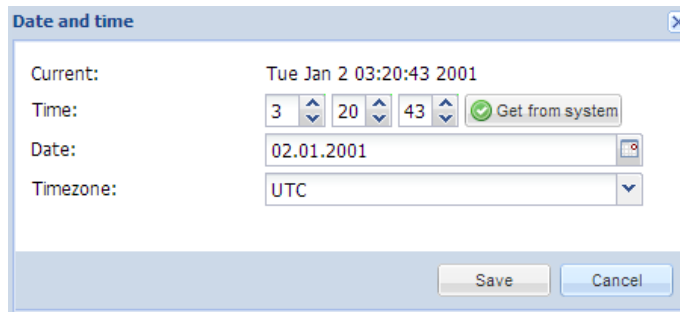 Date and time
Current: Tue Jan 2 03:20:43 2001
Time: 3 20 43 Get from system
Date: 02.01.2001
Timezone: UTC
Save Cancel